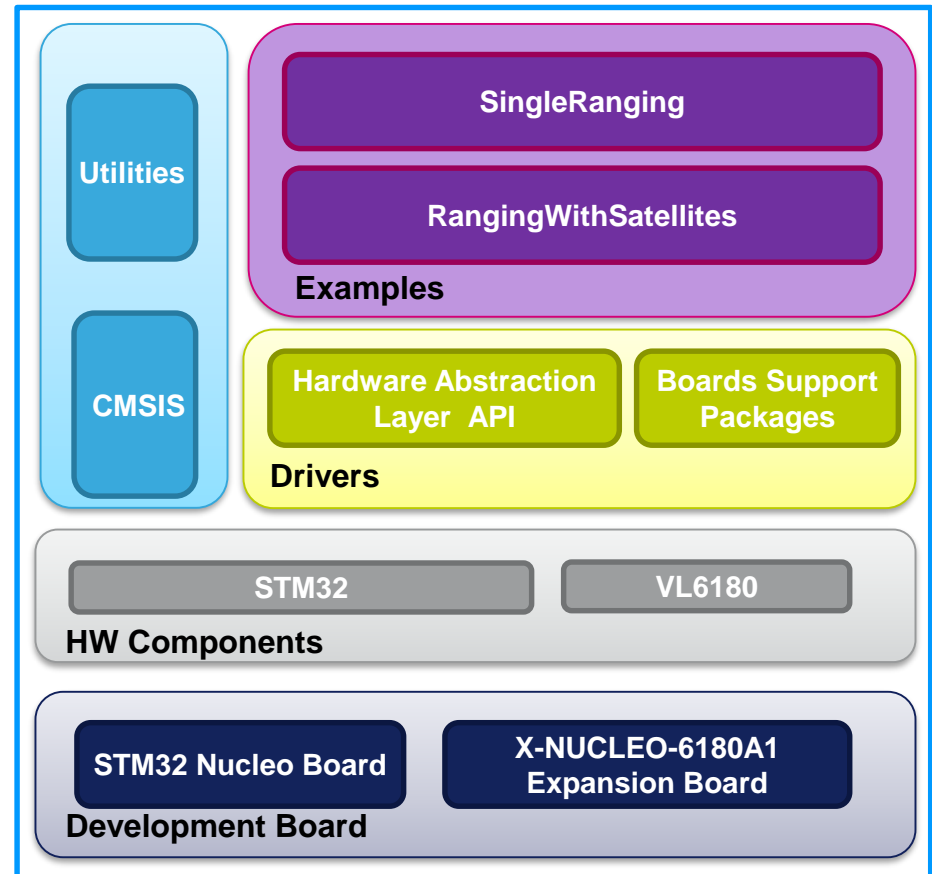 Utilities
CMSIS
SingleRanging
RangingWithSatellites
Examples
Hardware Abstraction
Layer API
Boards Support
Packages
Drivers
STM32
VL6180
HW Components
STM32 Nucleo Board
X-NUCLEO-6180A1
Expansion Board
Development Board